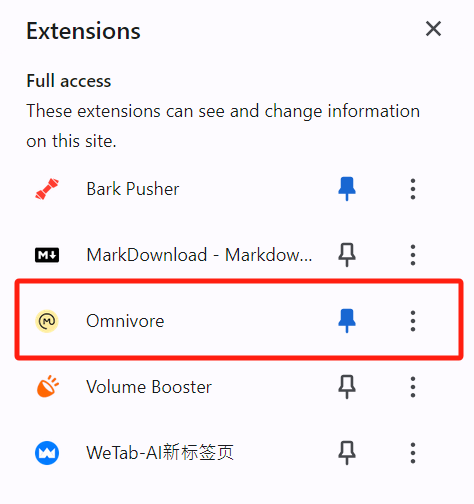 Extensions
Full access
These extensions can see and change information
on this site.
Bark Pusher
M↓ MarkDownload - Markdow...
Omnivore
Volume Booster
WeTab-AI新标签页